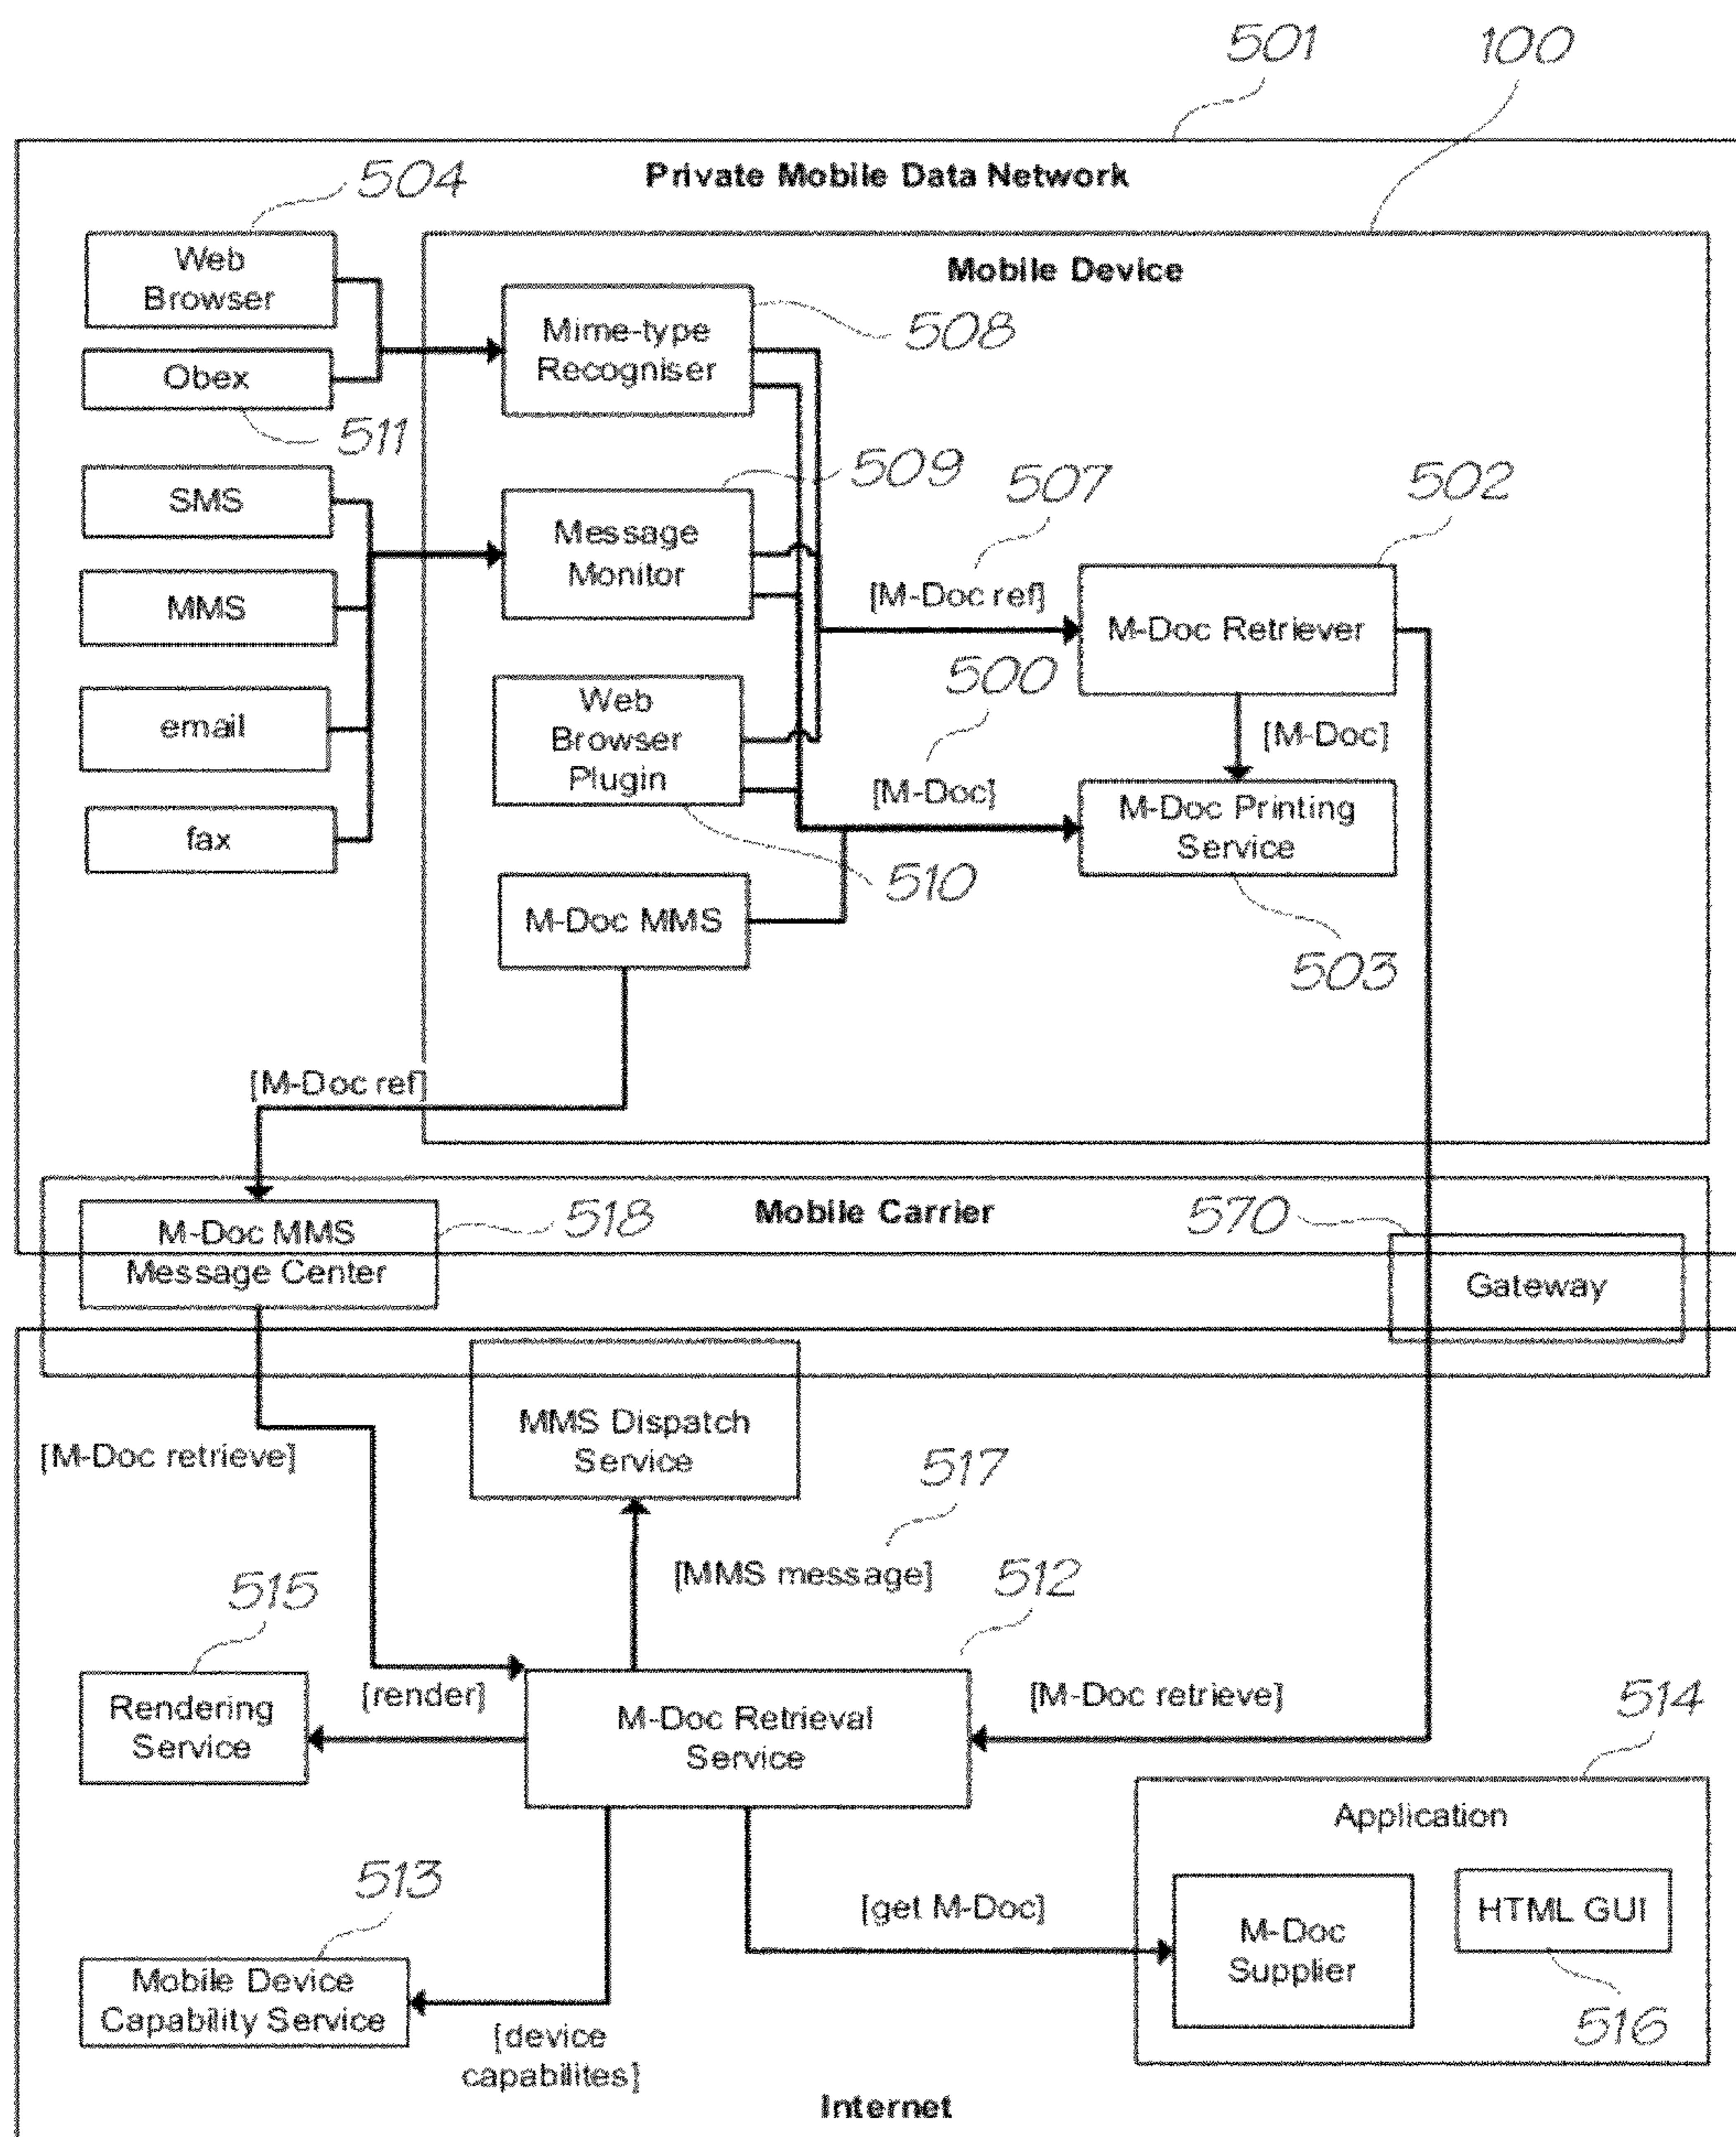 501
100
Private Mobile Data Network
504
Web
Browser
Mobile Device
Mime-type
Recogniser
508
Obex
511
SMS
509
507
502
Message
Monitor
MMS
[M-Doc ref]
M-Doc Retriever
500
Web
Browser
Plugin
email
[M-Doc]
[M-Doc]
M-Doc Printing
Service
fax
510
M-Doc MMS
503
[M-Doc ref]
M-Doc MMS
Message Center
518
Mobile Carrier
570
Gateway
MMS Dispatch
Service
[M-Doc retrieve]
517
[MMS message]
512
515
Rendering
Service
[render]
M-Doc Retrieval
Service
[M-Doc retrieve]
514
Application
513
[get M-Doc]
M-Doc
Supplier
HTML GUI
Mobile Device
Capability Service
[device
capabilites]
516
Internet